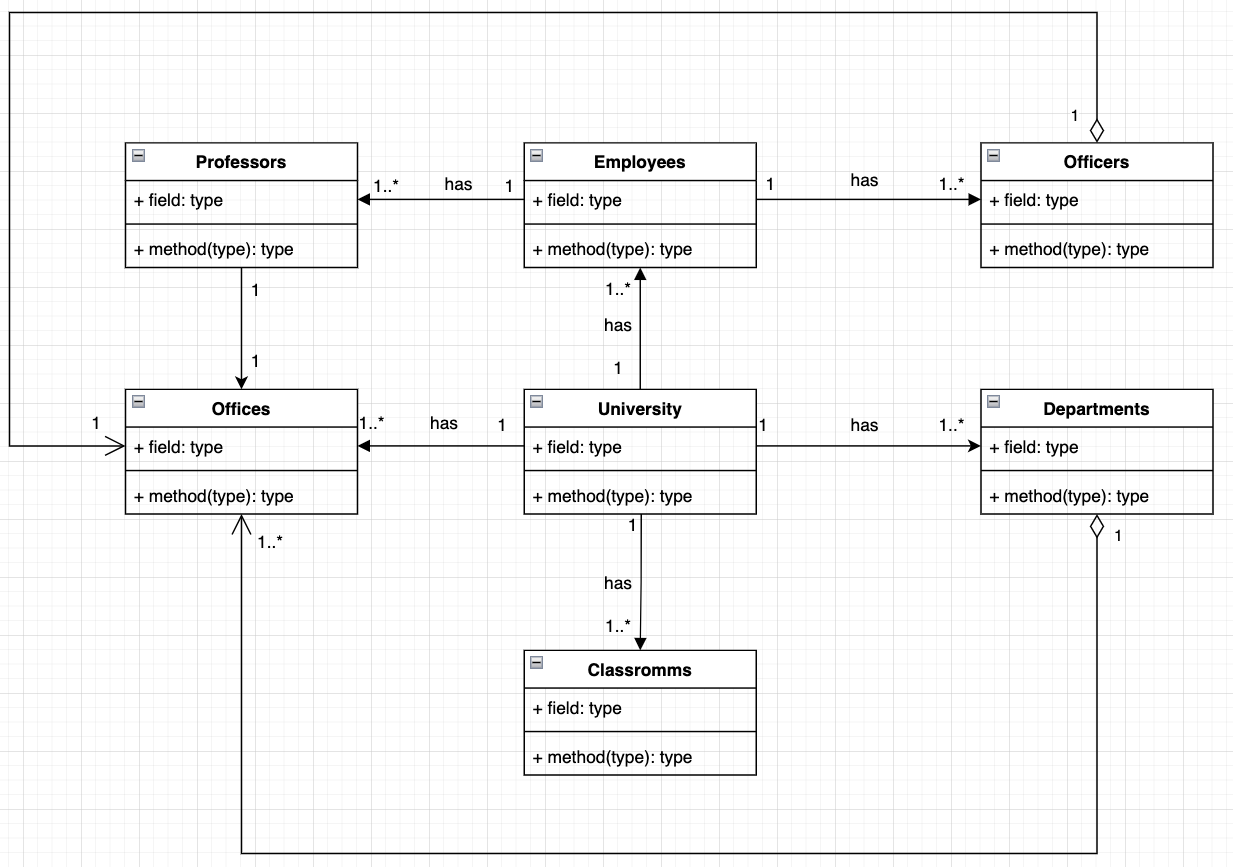 1
Professors
+ field: type
+ method(type): type
1..*
has
1
Employees
+ field: type
+ method(type): type
1
has
1..*
Officers
+ field: type
+ method(type): type
1
1
1..*
has
1
1
Offices
+ field: type
+ method(type): type
1..*
has
1
University
+ field: type
+ method(type): type
1
has
1..*
Departments
+ field: type
+ method(type): type
1..*
1
1
has
1..*
Classromms
+ field: type
+ method(type): type